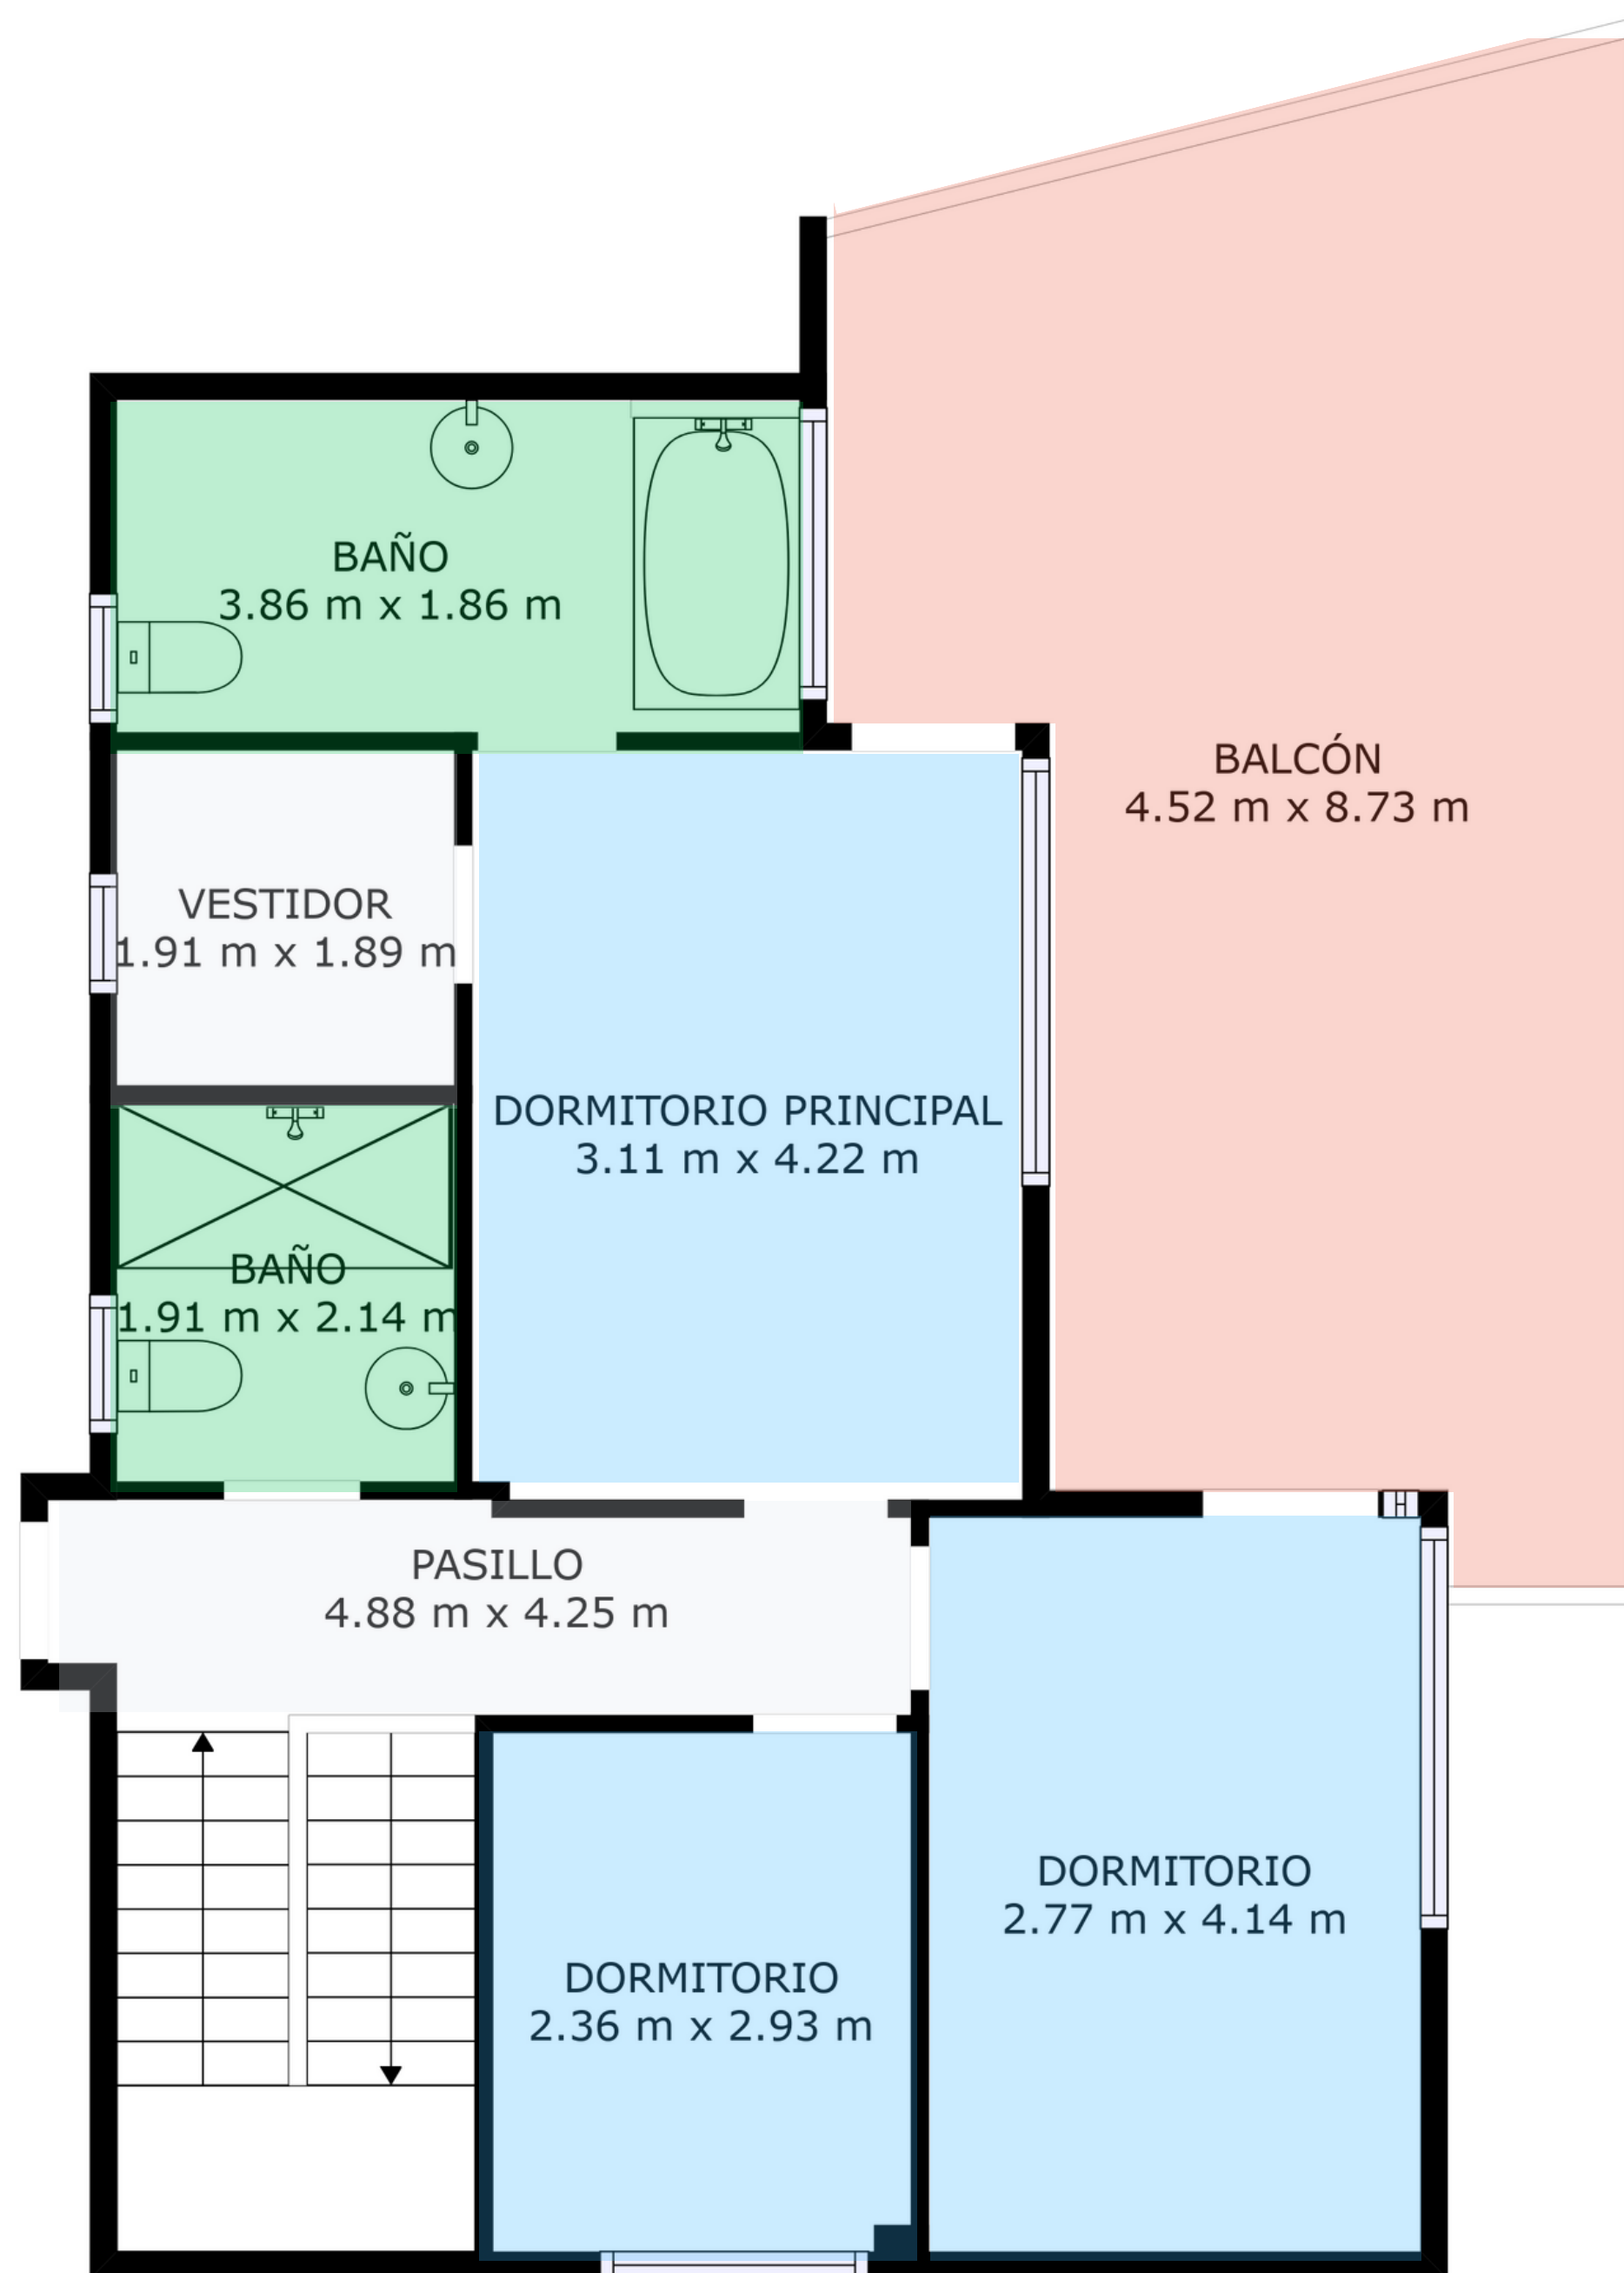 BAÑO
3.86 m x 1.86 m
BALCÓN
4.52 m x 8.73 m
VESTIDOR
1.91 m x 1.89 m
DORMITORIO PRINCIPAL
3.11 m x 4.22 m
BAÑO
1.91 m x 2.14 m
PASILLO
4.88 m x 4.25 m
DORMITORIO
2.77 m x 4.14 m
DORMITORIO
2.36 m x 2.93 m